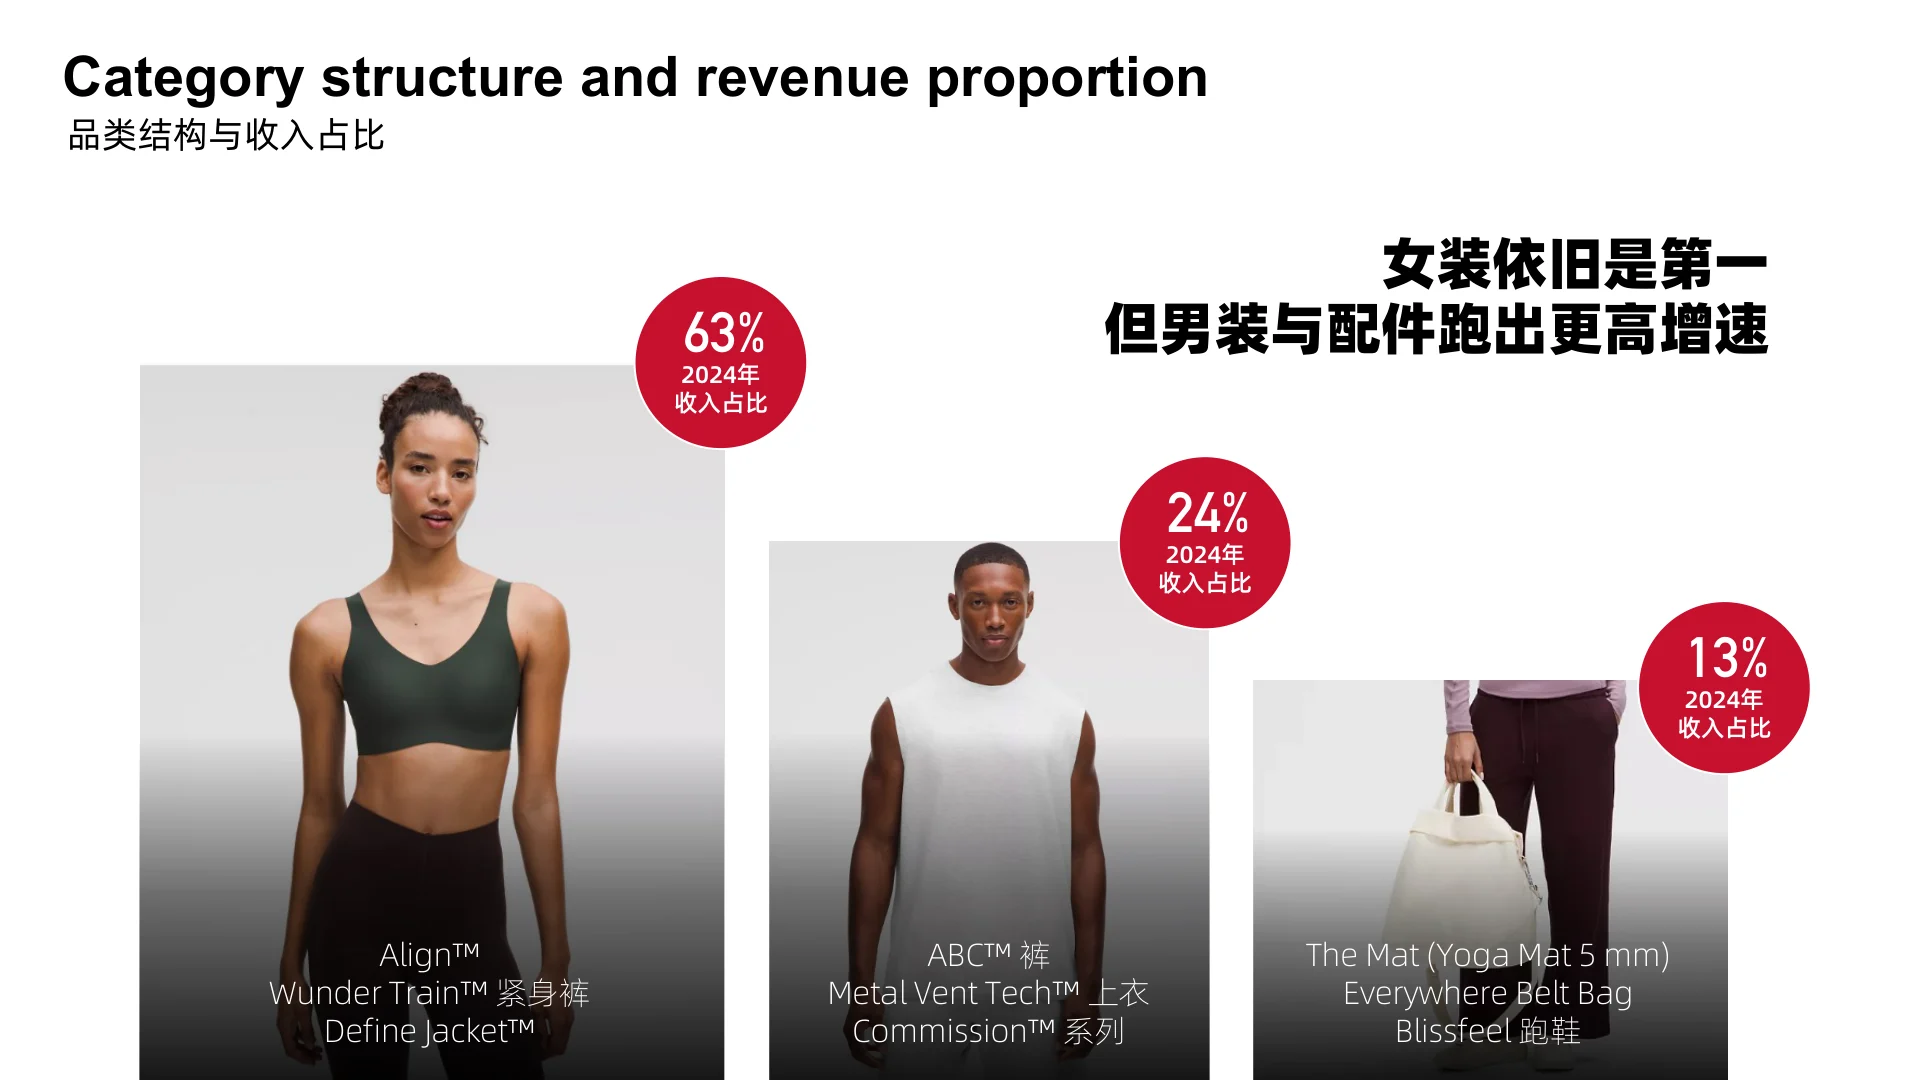 Category structure and revenue proportion
品类结构与收入占比
女装依旧是第一
但男装与配件跑出更高增速
63%
2024年
收入占比
Align™
Wunder Train™ 紧身裤
Define Jacket™
24%
2024年
收入占比
ABC™ 裤
Metal Vent Tech™ 上衣
Commission™ 系列
13%
2024年
收入占比
The Mat (Yoga Mat 5 mm)
Everywhere Belt Bag
Blissfeel 跑鞋